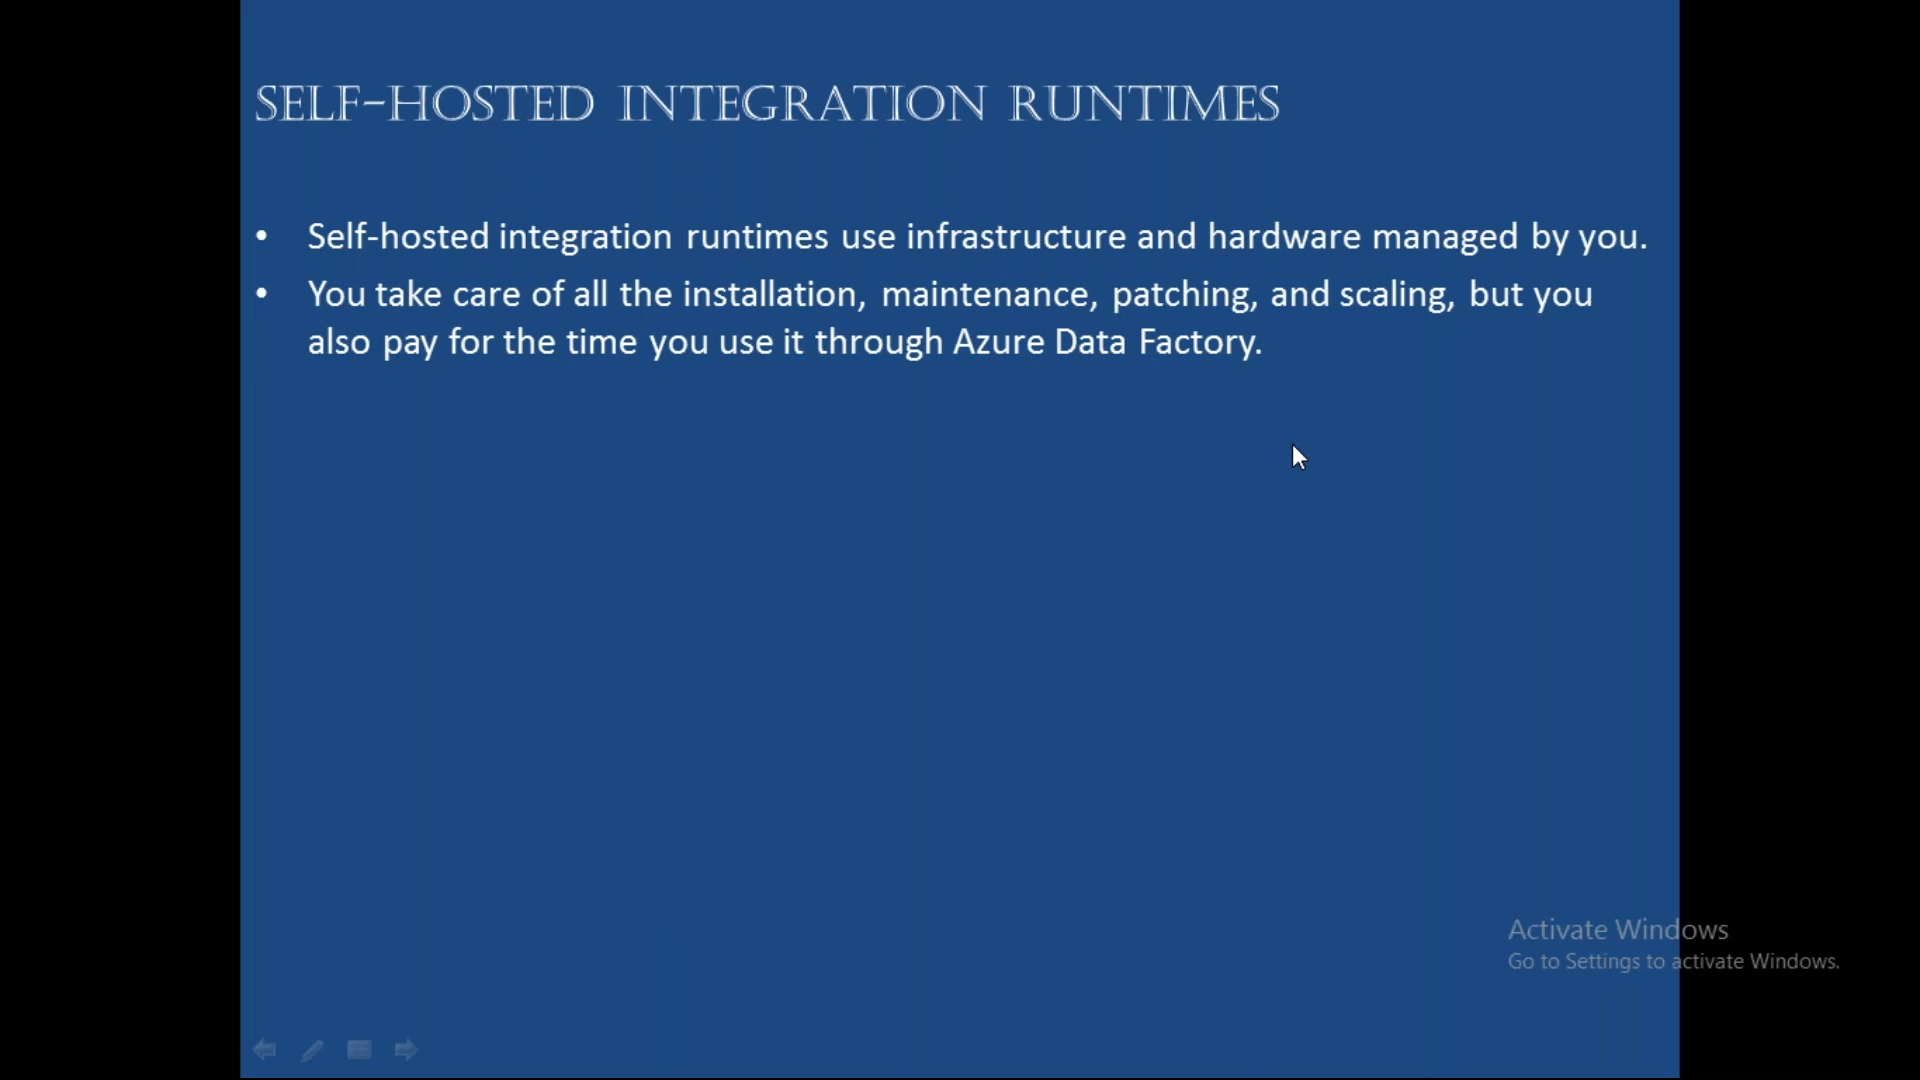 SELF-HOSTED INTEGRATION RUNTIMES
• Self-hosted integration runtimes use infrastructure and hardware managed by you.
• You take care of all the installation, maintenance, patching, and scaling, but you
also pay for the time you use it through Azure Data Factory.
Activate Windows
Go to Settings to activate Windows.